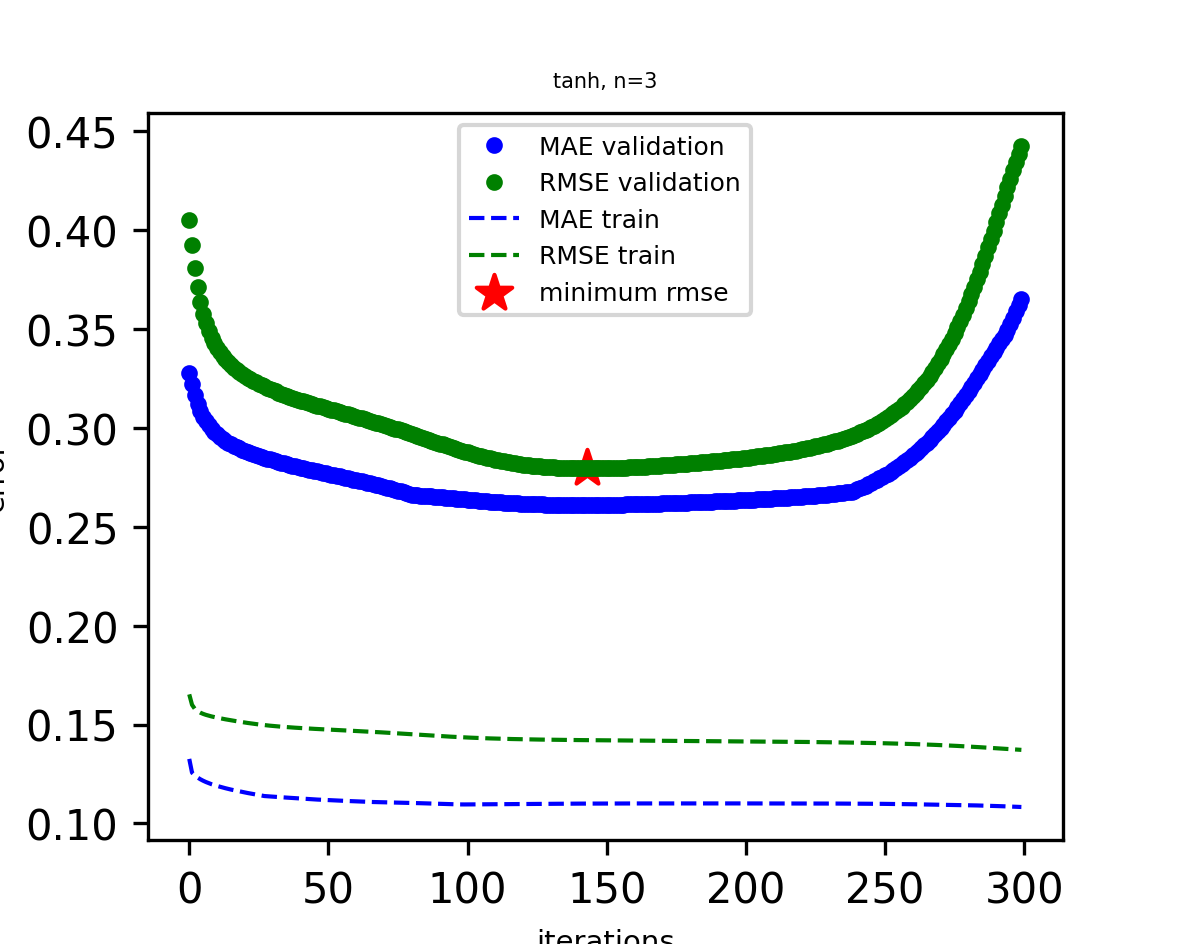 tanh, n=3
0.45
0.40
0.35
0.30
0.25
0.20
0.15
0.10
MAE validation
RMSE validation
MAE train
RMSE train
minimum rmse
0 50 100 150 200 250 300
iterations